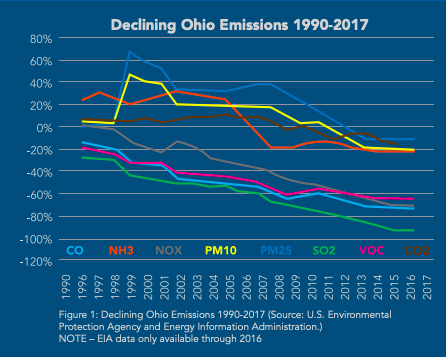 Declining Ohio Emissions 1990-2017
80%
60%
40%
20%
0%
-20%
-40%
-60%
-80%
-100%
-120%
CO NH3 NOX PM10 PM25 SO2 VOC CO2
1990 1996 1997 1998 1999 2000 2001 2002 2003 2004 2005 2006 2007 2008 2009 2010 2011 2012 2013 2014 2015 2016 2017
Figure 1: Declining Ohio Emissions 1990-2017 (Source: U.S. Environmental
Protection Agency and Energy Information Administration.)
NOTE – EIA data only available through 2016